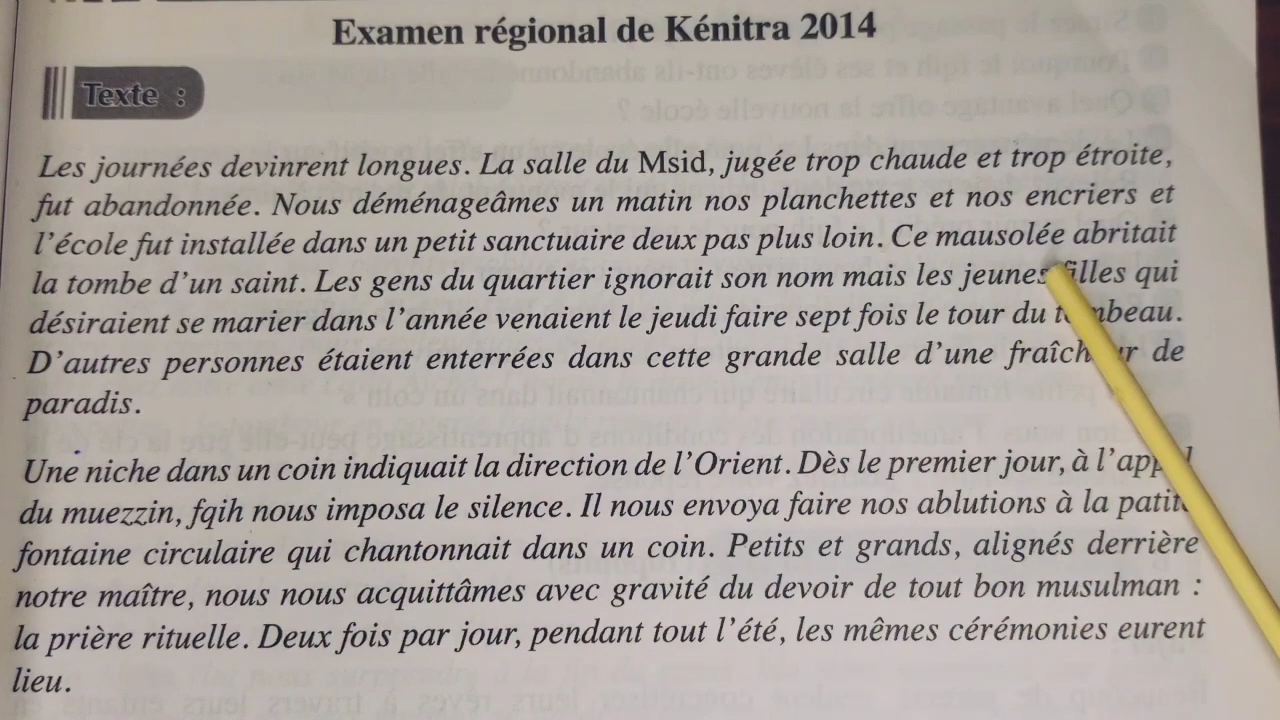 Examen régional de Kénitra 2014
Texte :
Les journées devinrent longues. La salle du Msid, jugée trop chaude et trop étroite,
fut abandonnée. Nous déménageâmes un matin nos planchettes et nos encriers et
l'école fut installée dans un petit sanctuaire deux pas plus loin. Ce mausolée abritait
la tombe d'un saint. Les gens du quartier ignorait son nom mais les jeunes filles qui
désiraient se marier dans l'année venaient le jeudi faire sept fois le tour du tombeau.
D'autres personnes étaient enterrées dans cette grande salle d'une fraîcheur de
paradis.
Une niche dans un coin indiquait la direction de l'Orient. Dès le premier jour, à l'appel
du muezzin, fqih nous imposa le silence. Il nous envoya faire nos ablutions à la patite
fontaine circulaire qui chantonnait dans un coin. Petits et grands, alignés derrière
notre maître, nous nous acquittâmes avec gravité du devoir de tout bon musulman :
la prière rituelle. Deux fois par jour, pendant tout l'été, les mêmes cérémonies eurent
lieu.